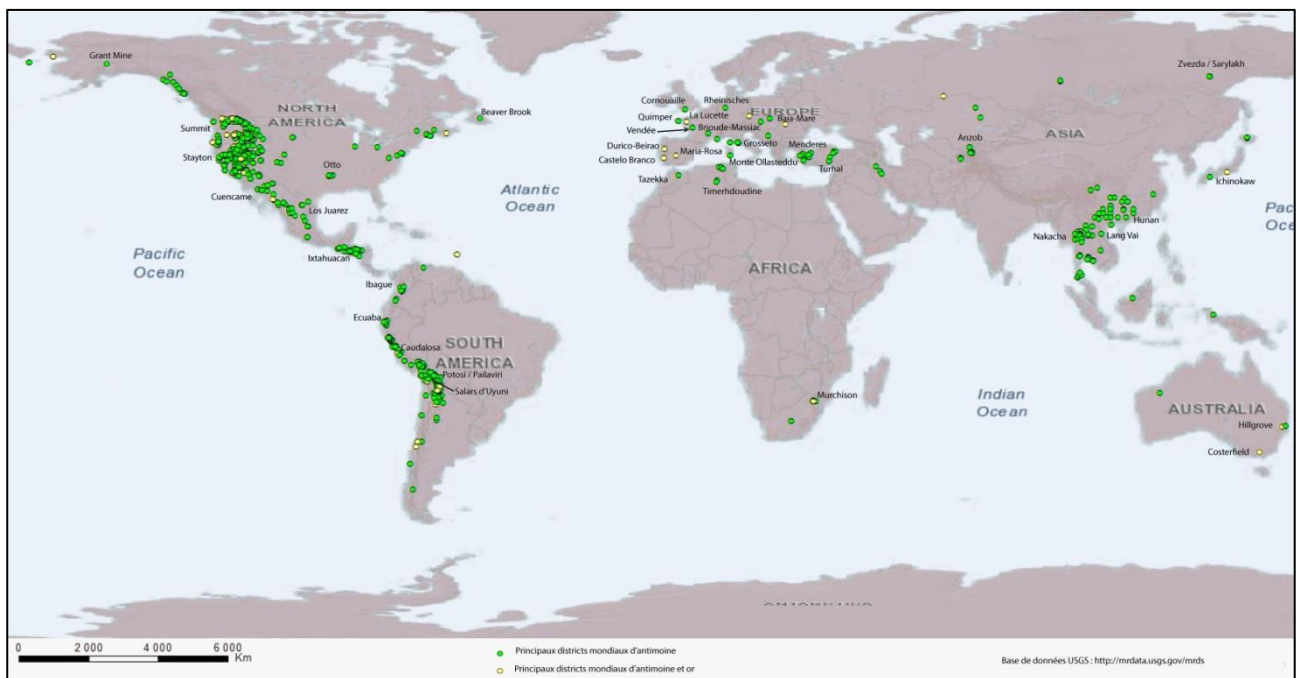 Grant Mine
Zvezda / Sarylakh
NORTH
AMERICA
Beaver Brook
Cornouaille
Rheinisches
EUROPE
Quimper
La Lucette
Baia-Mare
Summit
Vendée
Brioude-Massiac
Anzob
ASIA
Stayton
Otto
Durico-Beirao
Maria-Rosa
Grosseto
Menderes
Castelo Branco
Monte Ollasteddu
Turhal
Ichinokaw
Tazekka
Timerhdoudine
Atlantic
Ocean
Cuencame
Los Juarez
Hunan
Pac
Oce
Nakacha
Lang Vai
Pacific
Ocean
Ixtahuacan
AFRICA
Ibague
Ecuaba
SOUTH
AMERICA
Caudalosa
Potosi / Pailaviri
Salars d'Uyuni
Murchison
Indian
Ocean
AUSTRALIA
Hillgrove
Costerfield
0 2 000 4 000 6 000
Km
Principaux districts mondiaux d'antimoine
Principaux districts mondiaux d'antimoine et or
Base de données USGS : http://mrdata.usgs.gov/mrds